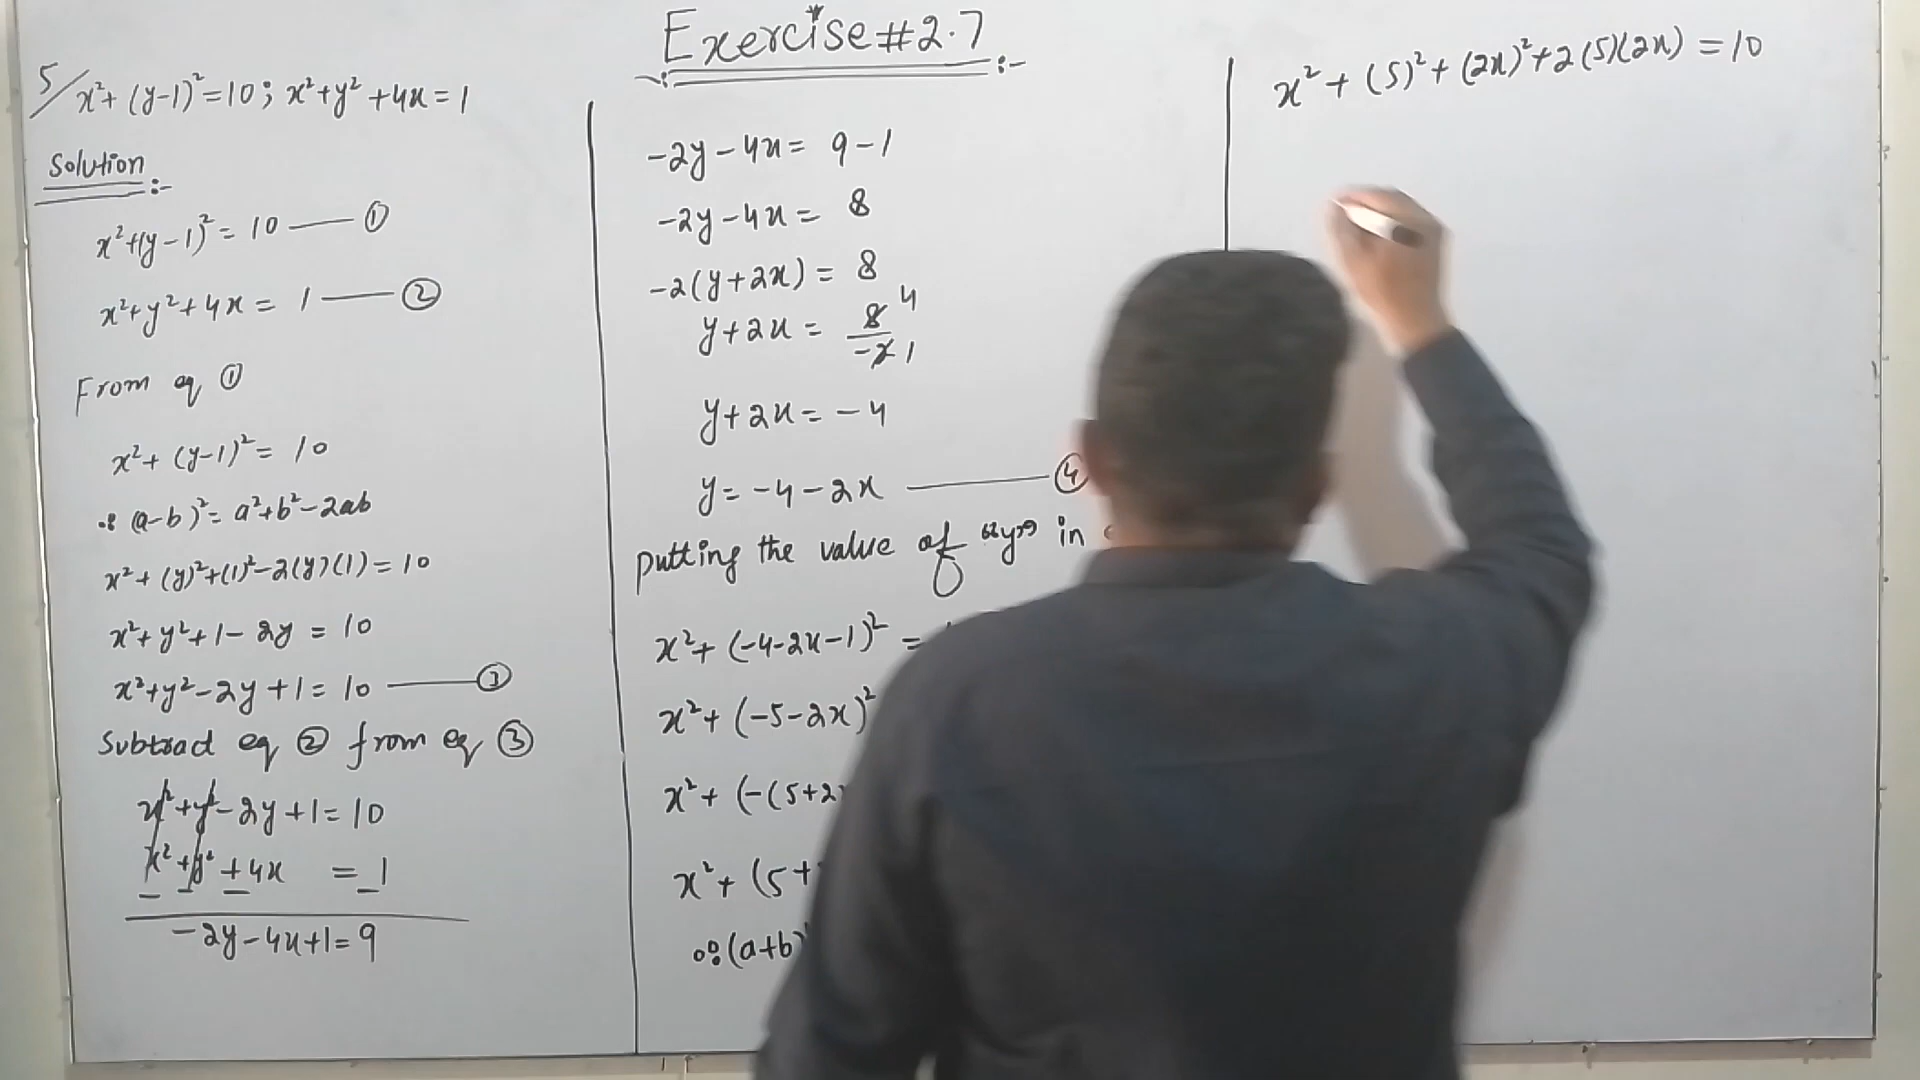 Exercise#2.7
5/ x²+ (y-1)²=10; x²+y²+4x=1
Solution:-
x²+(y-1)²= 10 —— ①
x²+y²+4x = 1 —— ②
From eq ①
x²+ (y-1)²= 10
∵ (a-b)²= a²+b²-2ab
x²+ (y)²+(1)²-2(y)(1)=10
x²+y²+1-2y = 10
x²+y²-2y+1=10 —— ③
Subtract eq ② from eq ③
x²+y²-2y+1=10
x²+y²+4x = 1
- - - -
-2y-4x+1=9
-2y-4x= 9-1
-2y-4x= 8
-2(y+2x)= 8
y+2x= 8/-2 4 1
y+2x=-4
y=-4-2x —— ④
putting the value of "y" in
x²+ (-4-2x-1)² =
x²+ (-5-2x)²
x²+ (-(5+2
x²+ (5+
∵(a+b)
x²+ (5)²+(2x)²+2(5)(2x) =10